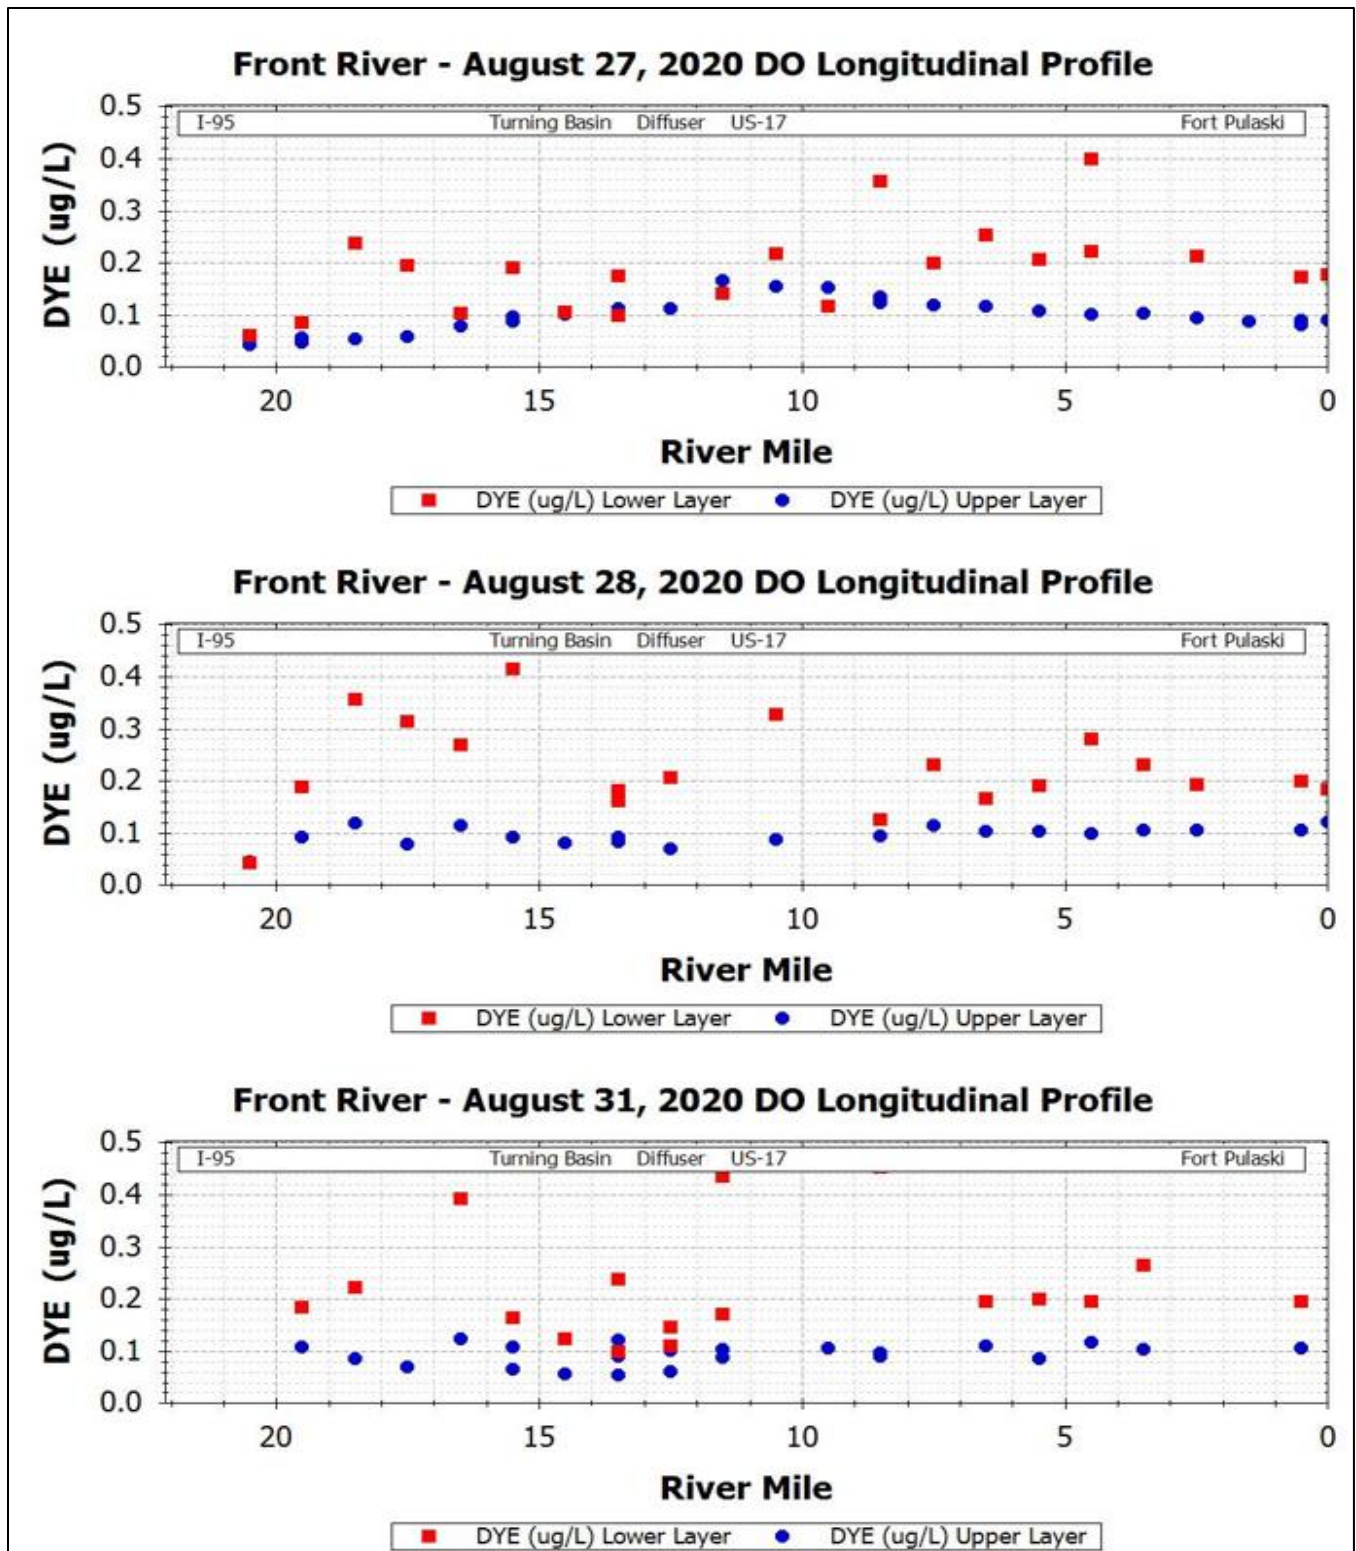 Front River - August 27, 2020 DO Longitudinal Profile
0.5
I-95 Turning Basin Diffuser US-17 Fort Pulaski
0.4
0.3
0.2
0.1
0.0
DYE (ug/L)
20 15 10 5 0
River Mile
DYE (ug/L) Lower Layer DYE (ug/L) Upper Layer
Front River - August 28, 2020 DO Longitudinal Profile
0.5
I-95 Turning Basin Diffuser US-17 Fort Pulaski
0.4
0.3
0.2
0.1
0.0
DYE (ug/L)
20 15 10 5 0
River Mile
DYE (ug/L) Lower Layer DYE (ug/L) Upper Layer
Front River - August 31, 2020 DO Longitudinal Profile
0.5
I-95 Turning Basin Diffuser US-17 Fort Pulaski
0.4
0.3
0.2
0.1
0.0
DYE (ug/L)
20 15 10 5 0
River Mile
DYE (ug/L) Lower Layer DYE (ug/L) Upper Layer